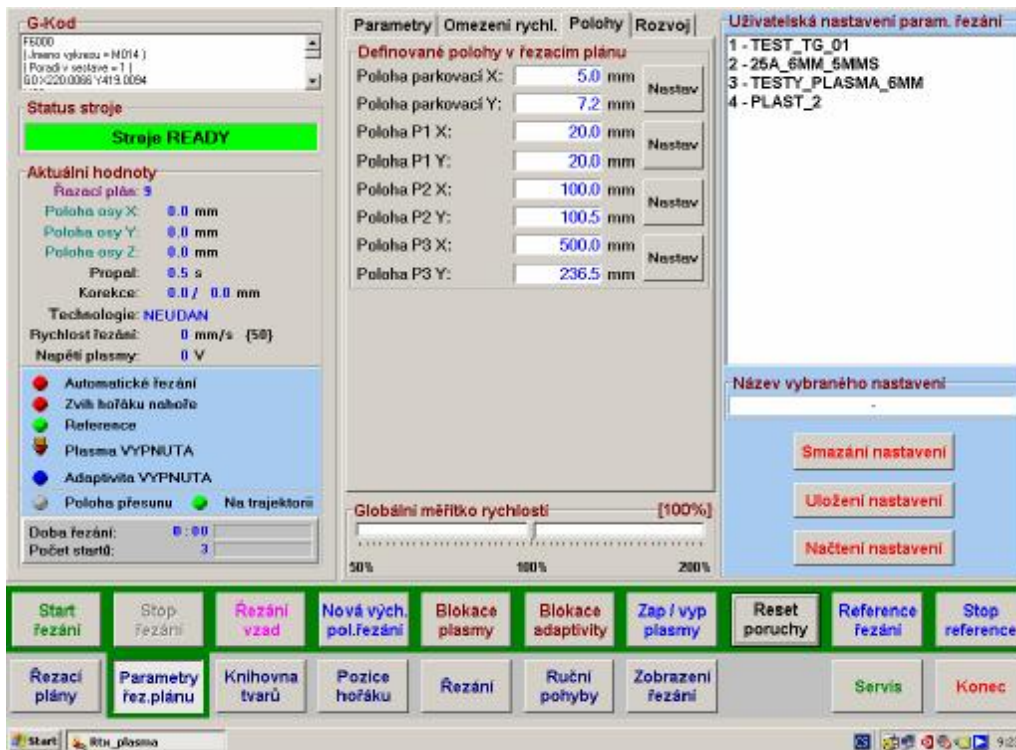 G-Kod
F6000
( Jmeno vykresu = M014 )
( Poradi v sestave = 1 )
G0 X220.0066 Y419.0094
Status stroje
Stroje READY
Aktuální hodnoty
Řazací plán: 9
Poloha osy X: 0.0 mm
Poloha osy Y: 0.0 mm
Poloha osy Z: 0.0 mm
Propal: 0.5 s
Korekce: 0.0 / 0.0 mm
Technologie: NEUDAN
Rychlost řezání: 0 mm/s {50}
Napětí plasmy: 0 V
Automatické řezání
Zvih hořáku nahoře
Reference
Plasma VYPNUTA
Adaptivita VYPNUTA
Poloha přesunu Na trajektorii
Doba řezání: 0:00
Počet startů: 3
Parametry Omezení rychl. Polohy Rozvoj
Definované polohy v řezacím plánu
Poloha parkovací X: 5.0 mm
Nastav
Poloha parkovací Y: 7.2 mm
Poloha P1 X: 20.0 mm
Nastav
Poloha P1 Y: 20.0 mm
Poloha P2 X: 100.0 mm
Nastav
Poloha P2 Y: 100.5 mm
Poloha P3 X: 500.0 mm
Nastav
Poloha P3 Y: 236.5 mm
Globální měřítko rychlostí [100%]
50% 100% 200%
Uživatelská nastavení param. řezání
1 - TEST_TG_01
2 - 25A_6MM_5MMS
3 - TESTY_PLASMA_6MM
4 - PLAST_2
Název vybraného nastavení
-
Smazání nastavení
Uložení nastavení
Načtení nastavení
Start řezání
Stop řezání
Řezání vzad
Nová vých. pol.řezání
Blokace plasmy
Blokace adaptivity
Zap / vyp plasmy
Reset poruchy
Reference řezání
Stop reference
Řezací plány
Parametry řez.plánu
Knihovna tvarů
Pozice hořáku
Řezání
Ruční pohyby
Zobrazení řezání
Servis
Konec
Start Rtn_plasma